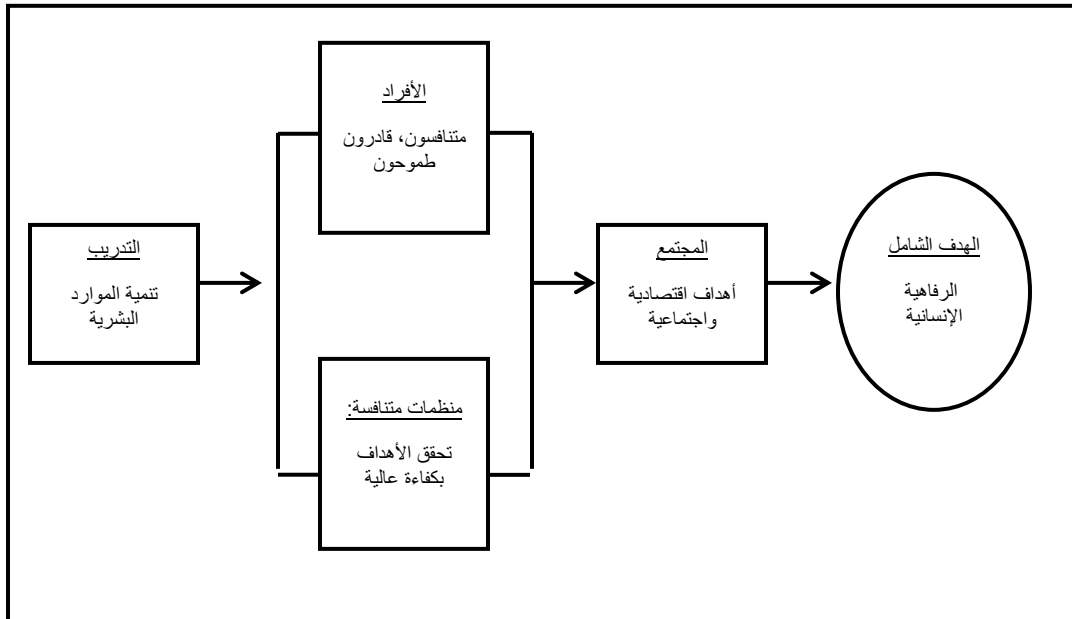 الأفراد
متنافسون، قادرون
طموحون
التدريب
تنمية الموارد
البشرية
منظمات متنافسة:
تحقق الأهداف
بكفاءة عالية
المجتمع
أهداف اقتصادية
واجتماعية
الهدف الشامل
الرفاهية
الإنسانية